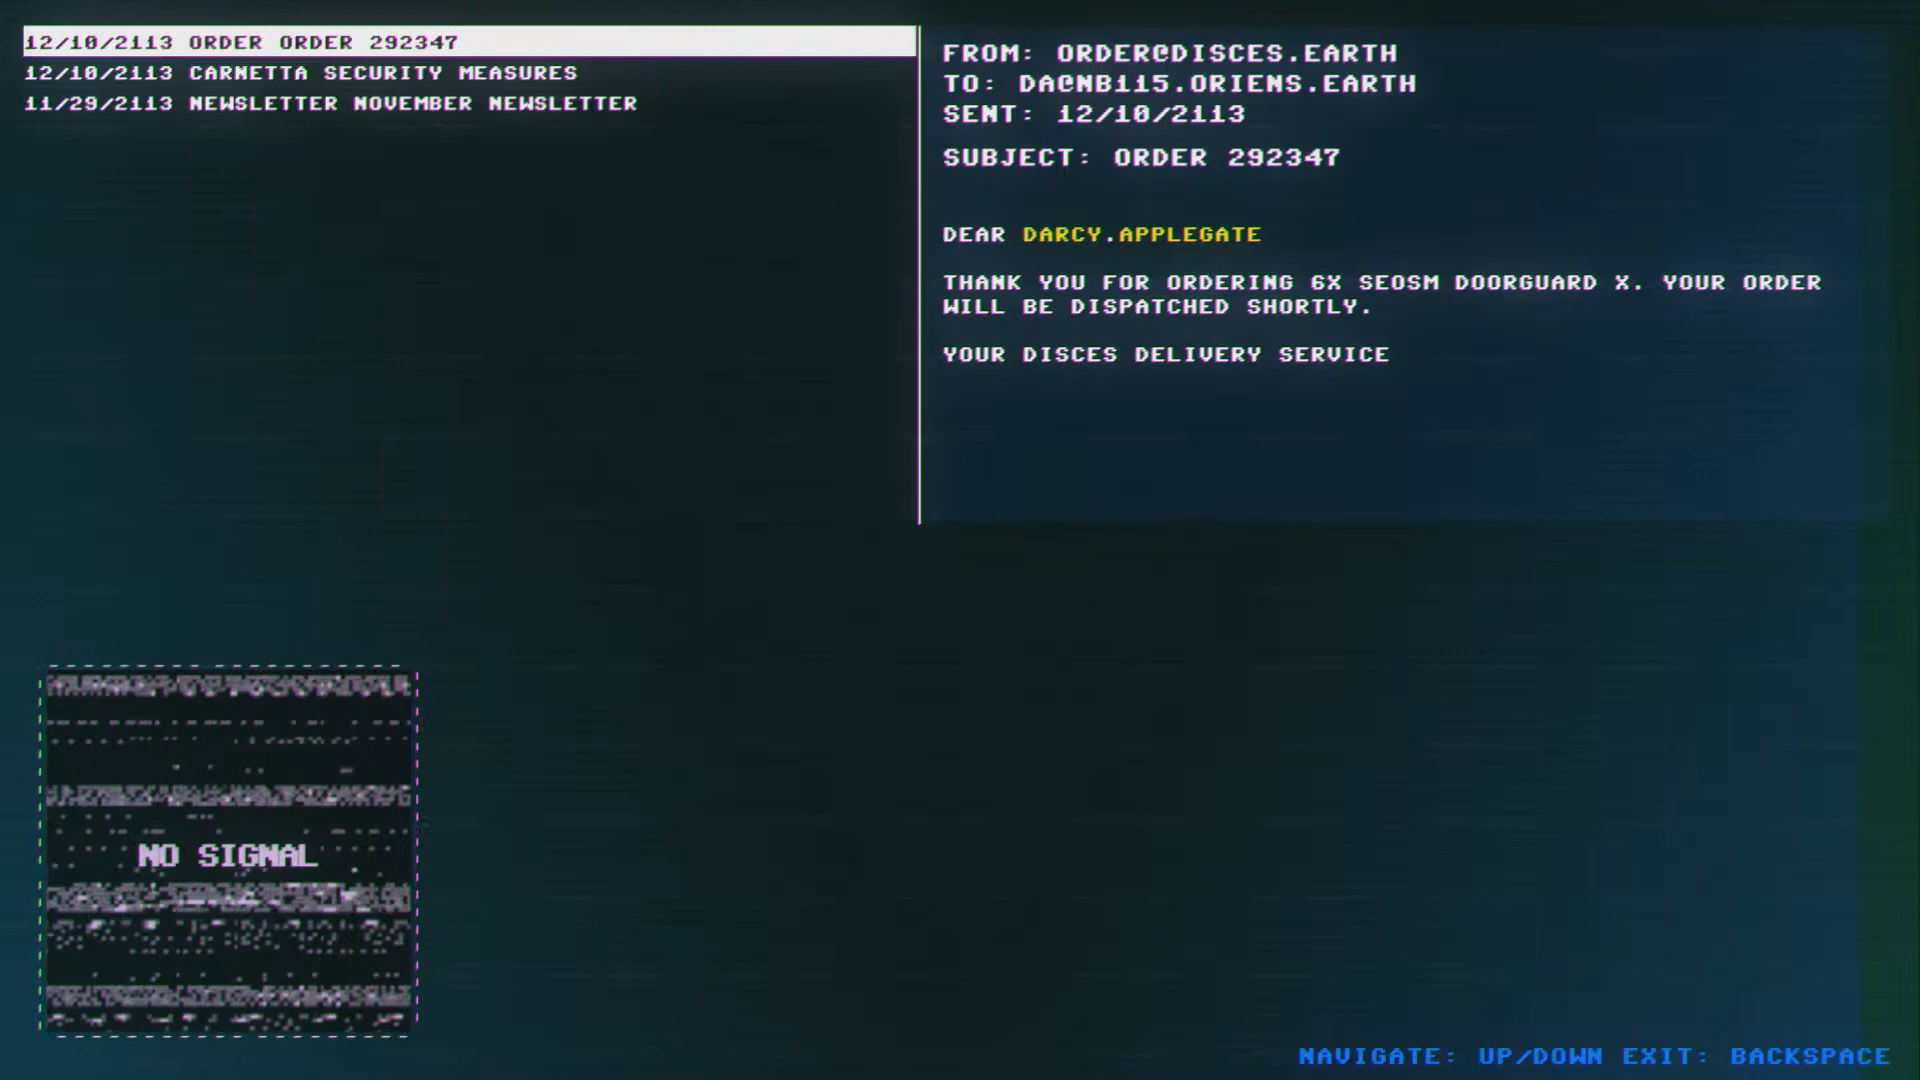 12/10/2113 ORDER ORDER 292347
12/10/2113 CARNETTA SECURITY MEASURES
11/29/2113 NEWSLETTER NOVEMBER NEWSLETTER
FROM: ORDER@DISCES.EARTH
TO: DA@NB115.ORIENS.EARTH
SENT: 12/10/2113
SUBJECT: ORDER 292347
DEAR DARCY.APPLEGATE
THANK YOU FOR ORDERING 6X SEOSM DOORGUARD X. YOUR ORDER
WILL BE DISPATCHED SHORTLY.
YOUR DISCES DELIVERY SERVICE
NO SIGNAL
NAVIGATE: UP/DOWN EXIT: BACKSPACE